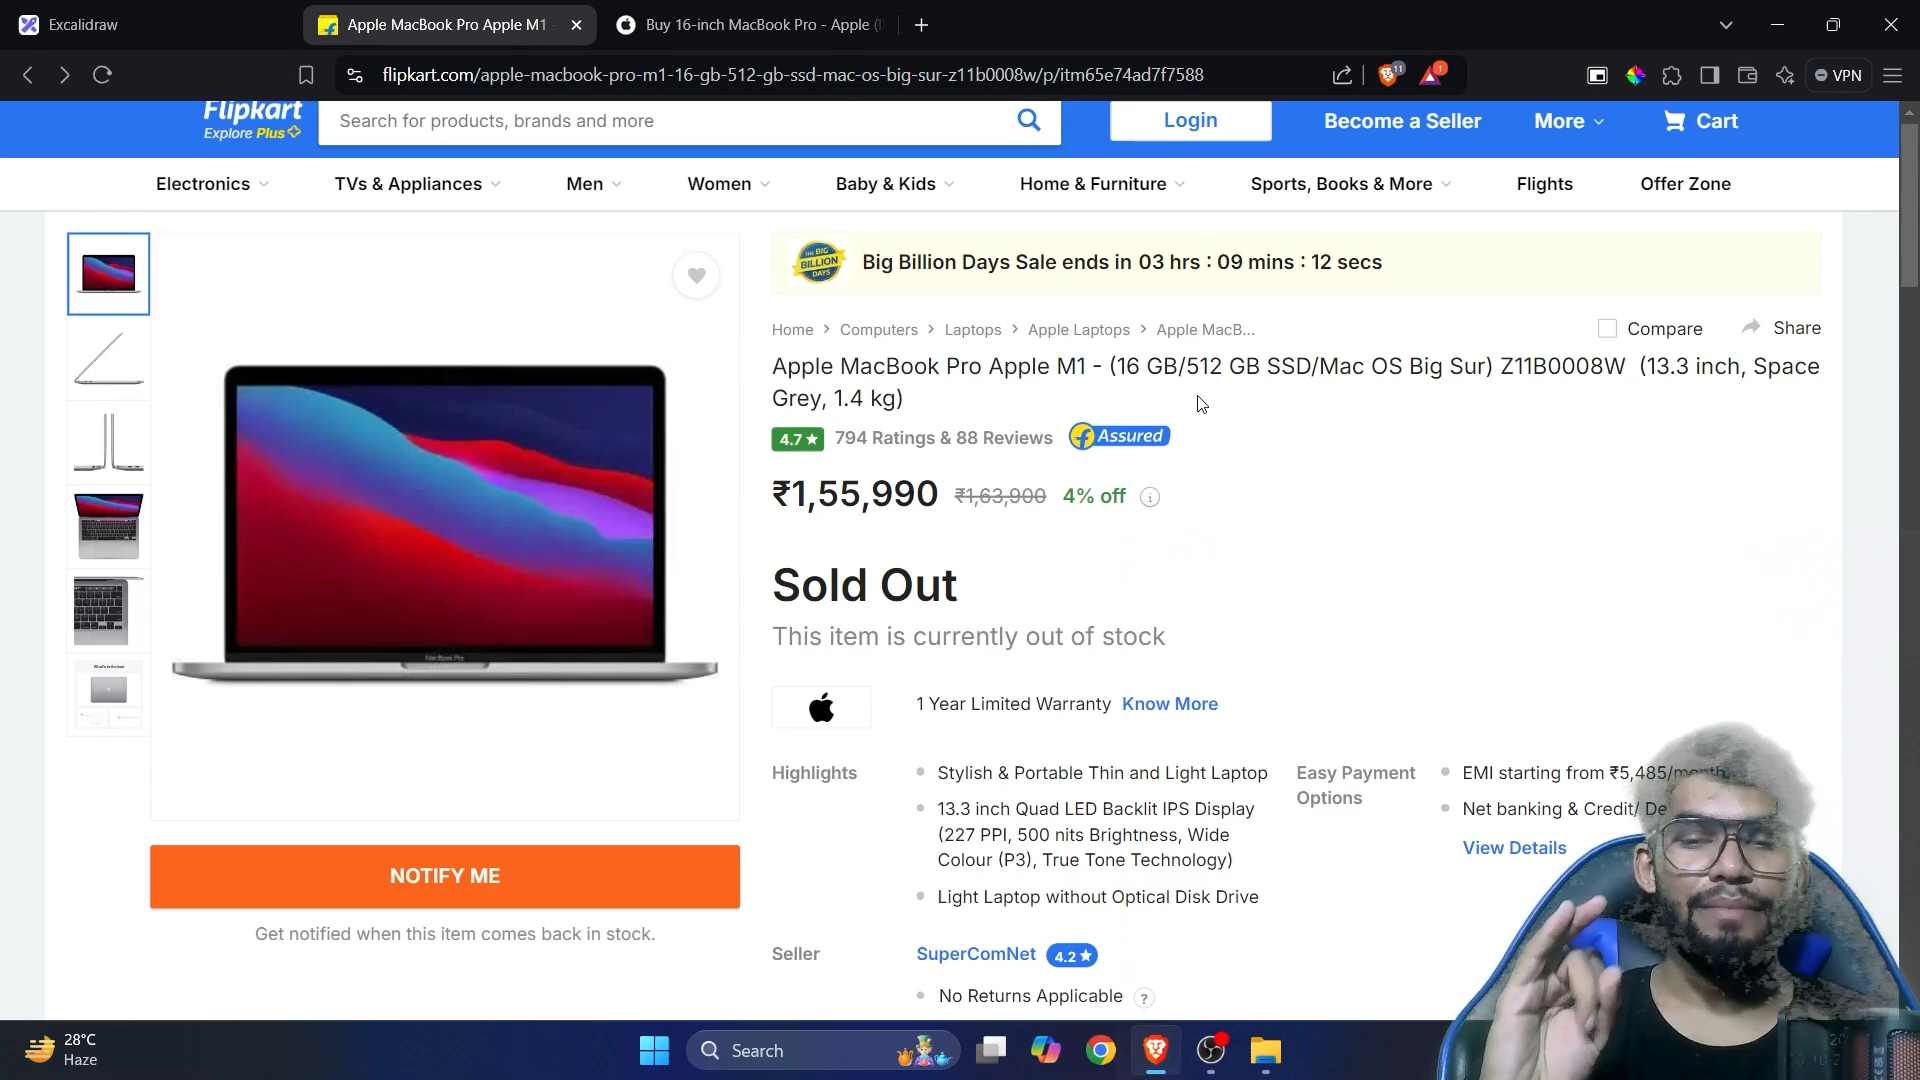 Excalidraw
Apple MacBook Pro Apple M1
Buy 16-inch MacBook Pro - Apple (
flipkart.com/apple-macbook-pro-m1-16-gb-512-gb-ssd-mac-os-big-sur-z11b0008w/p/itm65e74ad7f7588
11
1
VPN
Flipkart
Explore Plus
Search for products, brands and more
Login
Become a Seller
More
Cart
Electronics
TVs & Appliances
Men
Women
Baby & Kids
Home & Furniture
Sports, Books & More
Flights
Offer Zone
THE BIG
BILLION
DAYS
Big Billion Days Sale ends in 03 hrs : 09 mins : 12 secs
Home > Computers > Laptops > Apple Laptops > Apple MacB...
Compare
Share
Apple MacBook Pro Apple M1 - (16 GB/512 GB SSD/Mac OS Big Sur) Z11B0008W (13.3 inch, Space
Grey, 1.4 kg)
4.7★ 794 Ratings & 88 Reviews
Assured
₹1,55,990 ₹1,63,900 4% off
Sold Out
This item is currently out of stock
1 Year Limited Warranty Know More
Highlights
Stylish & Portable Thin and Light Laptop
13.3 inch Quad LED Backlit IPS Display
(227 PPI, 500 nits Brightness, Wide
Colour (P3), True Tone Technology)
Light Laptop without Optical Disk Drive
Easy Payment
Options
EMI starting from ₹5,485/month
Net banking & Credit/ De
View Details
Seller
SuperComNet 4.2★
No Returns Applicable ?
MacBook Pro
NOTIFY ME
Get notified when this item comes back in stock.
28°C
Haze
Search